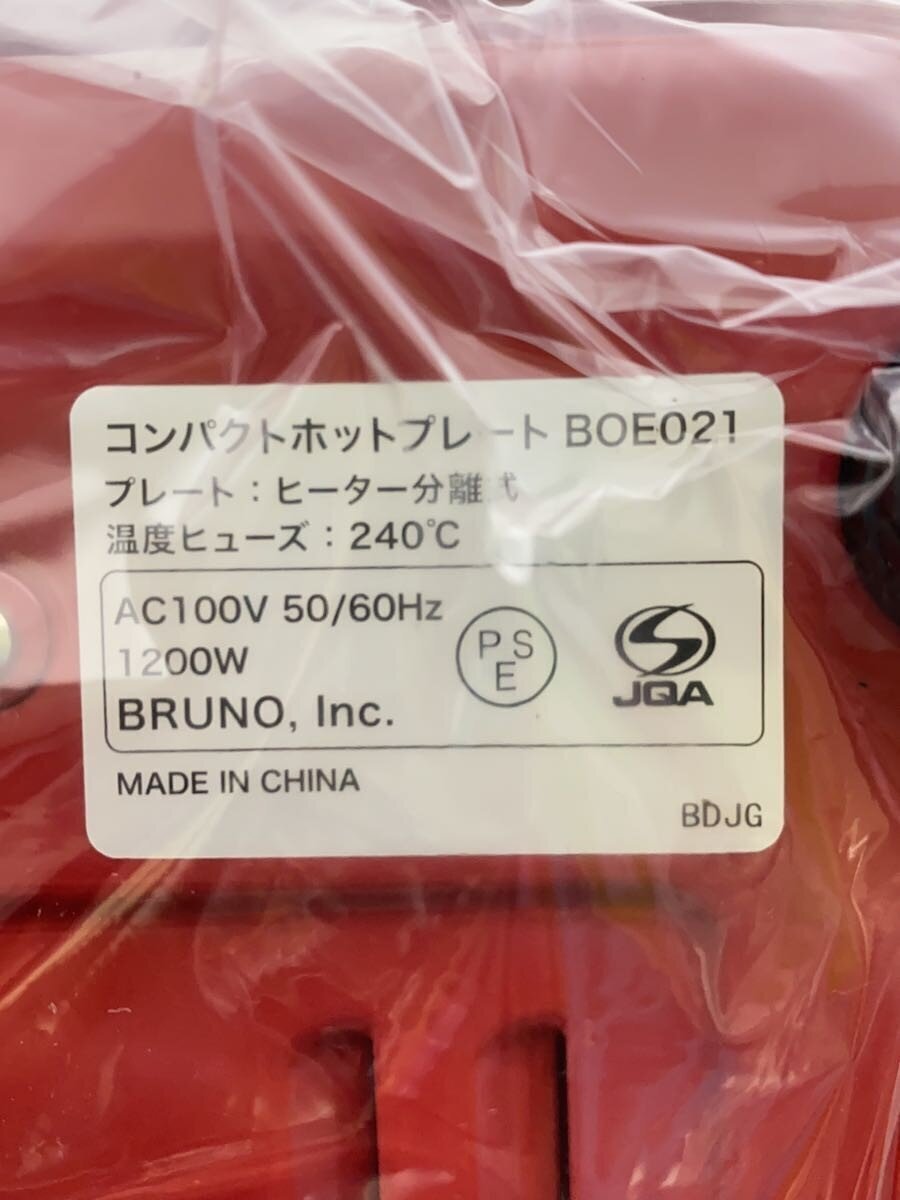 コンパクトホットプレート BOE021
プレート：ヒーター分離式
温度ヒューズ：240℃
AC100V 50/60Hz
1200W
BRUNO, Inc.
PSE
JQA
MADE IN CHINA
BDJG